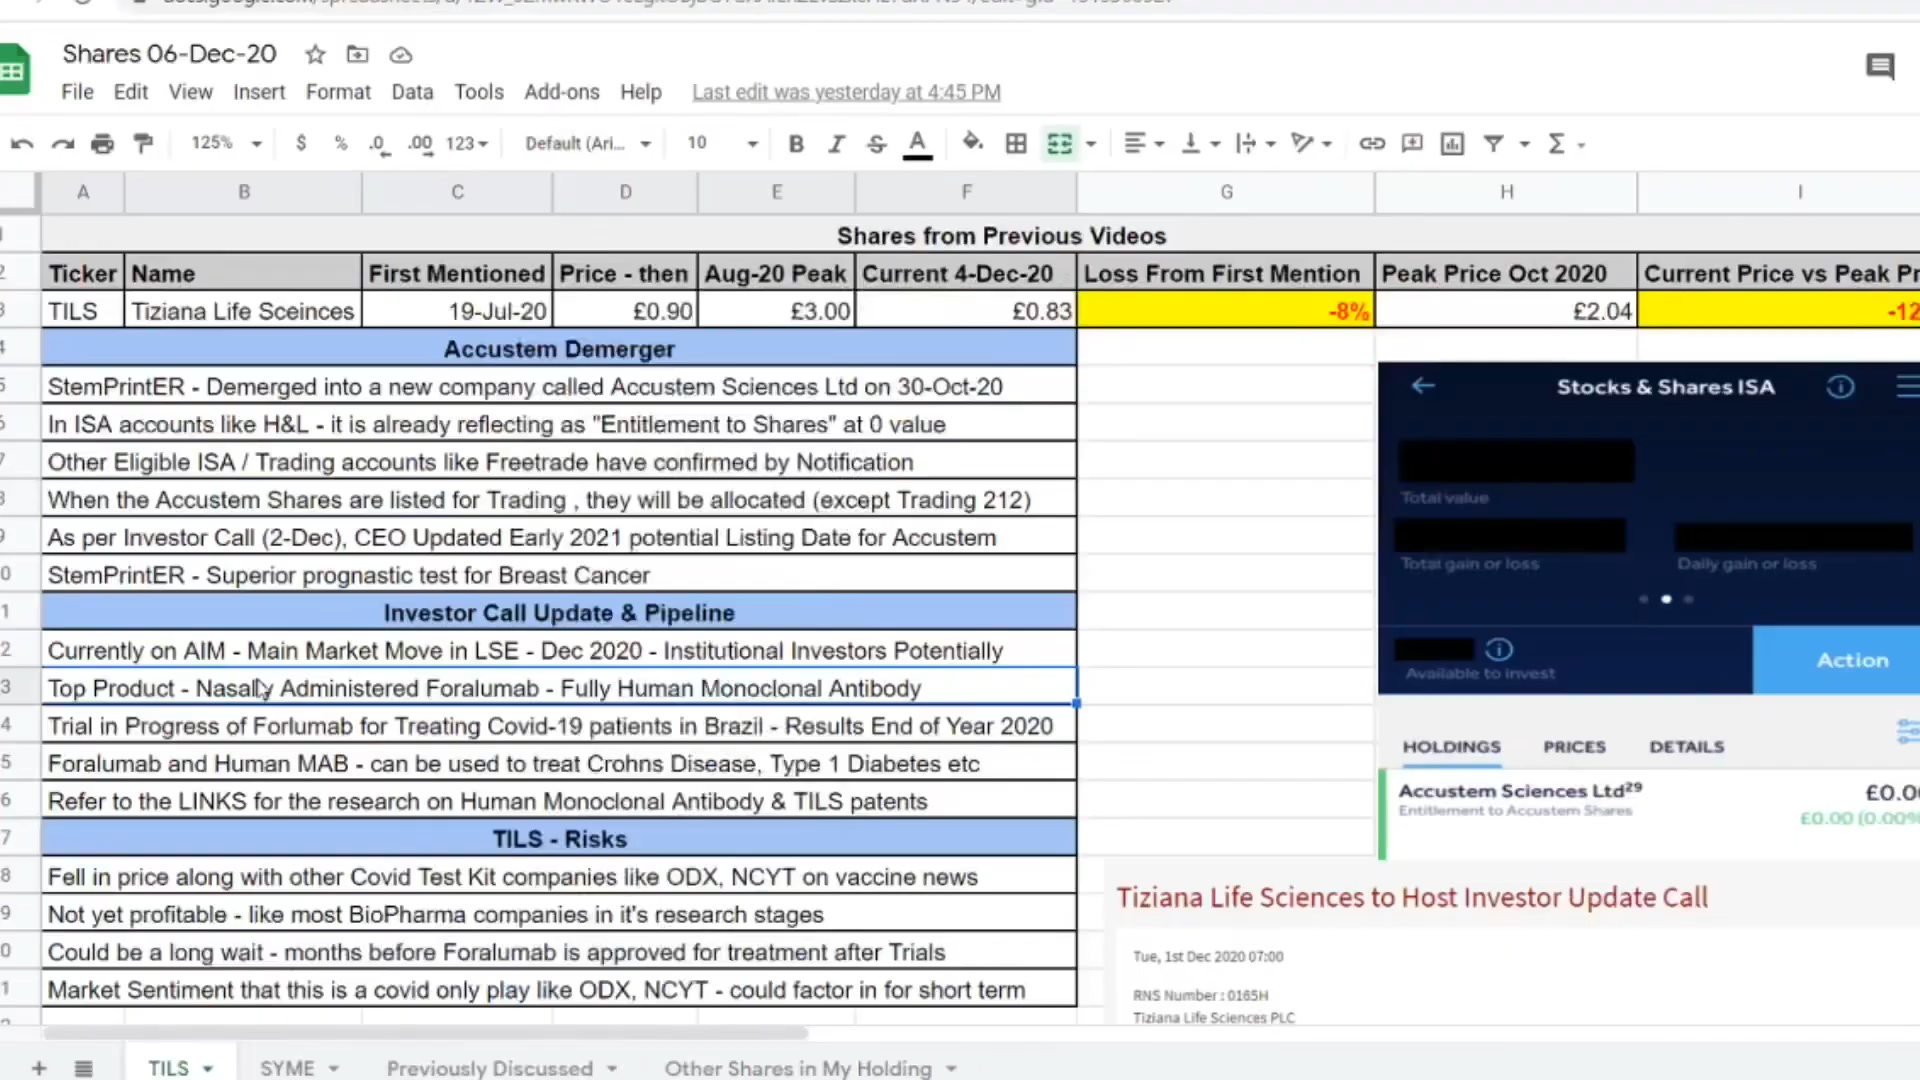 Shares 06-Dec-20
File Edit View Insert Format Data Tools Add-ons Help Last edit was yesterday at 4:45 PM
125% $ % .0 .00 123 Default (Ari... 10 B I S A
A B C D E F G H I
Shares from Previous Videos
Ticker Name First Mentioned Price - then Aug-20 Peak Current 4-Dec-20 Loss From First Mention Peak Price Oct 2020 Current Price vs Peak Pr
TILS Tiziana Life Sceinces 19-Jul-20 £0.90 £3.00 £0.83 -8% £2.04 -12
Accustem Demerger
StemPrintER - Demerged into a new company called Accustem Sciences Ltd on 30-Oct-20
In ISA accounts like H&L - it is already reflecting as "Entitlement to Shares" at 0 value
Other Eligible ISA / Trading accounts like Freetrade have confirmed by Notification
When the Accustem Shares are listed for Trading , they will be allocated (except Trading 212)
As per Investor Call (2-Dec), CEO Updated Early 2021 potential Listing Date for Accustem
StemPrintER - Superior prognastic test for Breast Cancer
Investor Call Update & Pipeline
Currently on AIM - Main Market Move in LSE - Dec 2020 - Institutional Investors Potentially
Top Product - Nasally Administered Foralumab - Fully Human Monoclonal Antibody
Trial in Progress of Forlumab for Treating Covid-19 patients in Brazil - Results End of Year 2020
Foralumab and Human MAB - can be used to treat Crohns Disease, Type 1 Diabetes etc
Refer to the LINKS for the research on Human Monoclonal Antibody & TILS patents
TILS - Risks
Fell in price along with other Covid Test Kit companies like ODX, NCYT on vaccine news
Not yet profitable - like most BioPharma companies in it's research stages
Could be a long wait - months before Foralumab is approved for treatment after Trials
Market Sentiment that this is a covid only play like ODX, NCYT - could factor in for short term
Stocks & Shares ISA
Total value
Total gain or loss Daily gain or loss
Available to invest
Action
HOLDINGS PRICES DETAILS
Accustem Sciences Ltd29 £0.0
Entitlement to Accustem Shares £0.00 (0.00%
Tiziana Life Sciences to Host Investor Update Call
Tue, 1st Dec 2020 07:00
RNS Number : 0165H
Tiziana Life Sciences PLC
TILS SYME Previously Discussed Other Shares in My Holding